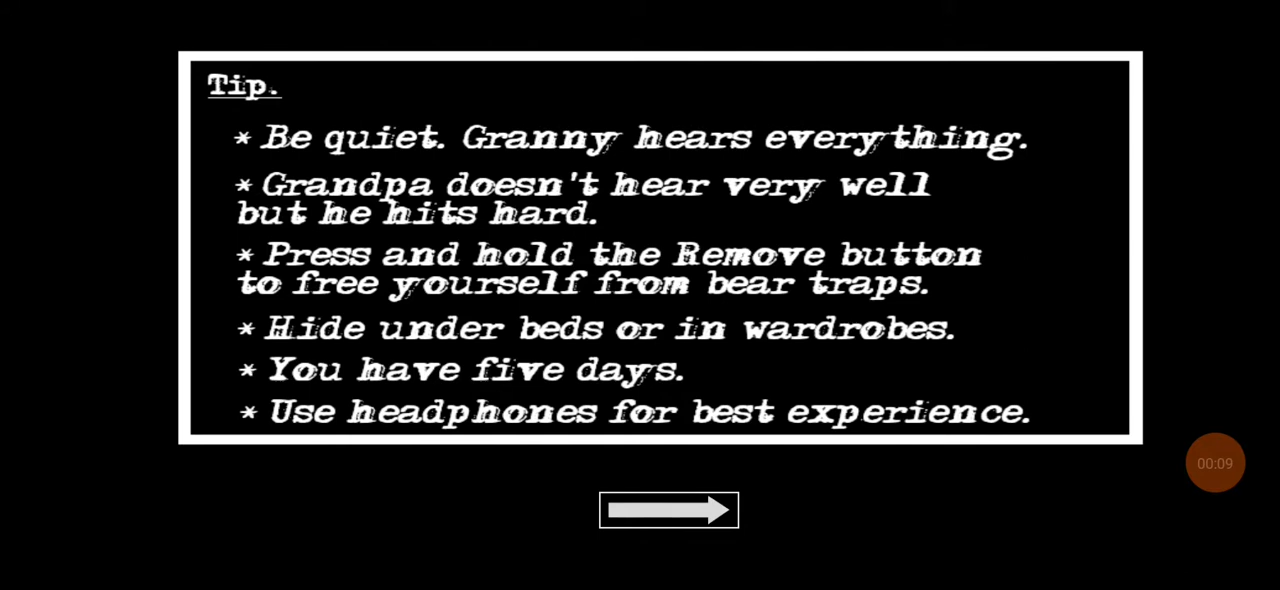 Tip.
* Be quiet. Granny hears everything.
* Grandpa doesn't hear very well
but he hits hard.
* Press and hold the Remove button
to free yourself from bear traps.
* Hide under beds or in wardrobes.
* You have five days.
* Use headphones for best experience.
00:09